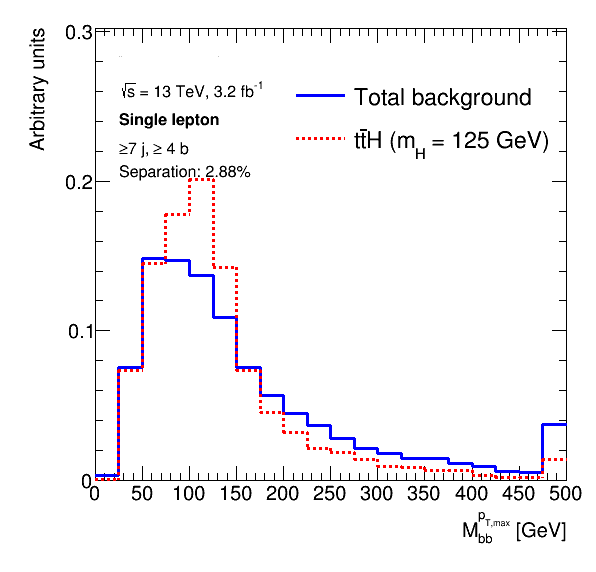 Arbitrary units
0.3
0.2
0.1
0
√s = 13 TeV, 3.2 fb⁻¹
Single lepton
≥7 j, ≥ 4 b
Separation: 2.88%
Total background
tt̄H (m_H = 125 GeV)
0 50 100 150 200 250 300 350 400 450 500
M_bb^p_T,max [GeV]